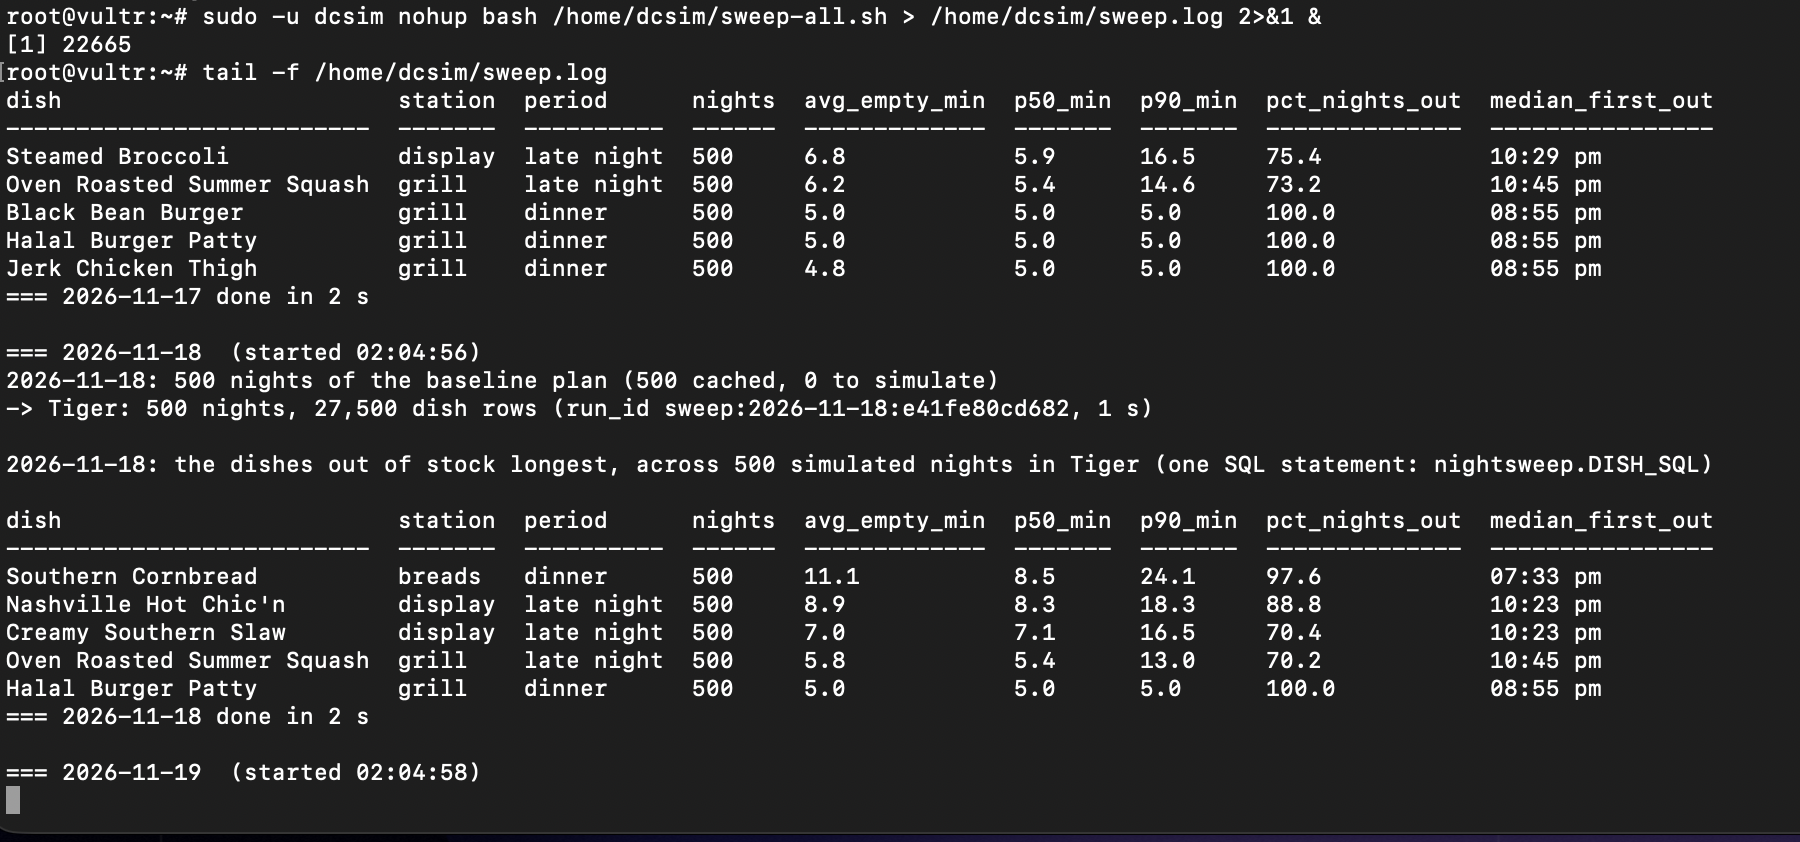 root@vultr:~# sudo -u dcsim nohup bash /home/dcsim/sweep-all.sh > /home/dcsim/sweep.log 2>&1 &
[1] 22665
root@vultr:~# tail -f /home/dcsim/sweep.log
dish                        station  period      nights  avg_empty_min  p50_min  p90_min  pct_nights_out  median_first_out
--------------------------  -------  ----------  ------  -------------  -------  -------  --------------  ----------------
Steamed Broccoli            display  late night  500     6.8            5.9      16.5     75.4            10:29 pm
Oven Roasted Summer Squash  grill    late night  500     6.2            5.4      14.6     73.2            10:45 pm
Black Bean Burger           grill    dinner      500     5.0            5.0      5.0      100.0           08:55 pm
Halal Burger Patty          grill    dinner      500     5.0            5.0      5.0      100.0           08:55 pm
Jerk Chicken Thigh          grill    dinner      500     4.8            5.0      5.0      100.0           08:55 pm
=== 2026-11-17 done in 2 s

=== 2026-11-18  (started 02:04:56)
2026-11-18: 500 nights of the baseline plan (500 cached, 0 to simulate)
-> Tiger: 500 nights, 27,500 dish rows (run_id sweep:2026-11-18:e41fe80cd682, 1 s)

2026-11-18: the dishes out of stock longest, across 500 simulated nights in Tiger (one SQL statement: nightsweep.DISH_SQL)

dish                        station  period      nights  avg_empty_min  p50_min  p90_min  pct_nights_out  median_first_out
--------------------------  -------  ----------  ------  -------------  -------  -------  --------------  ----------------
Southern Cornbread          breads   dinner      500     11.1           8.5      24.1     97.6            07:33 pm
Nashville Hot Chic'n        display  late night  500     8.9            8.3      18.3     88.8            10:23 pm
Creamy Southern Slaw        display  late night  500     7.0            7.1      16.5     70.4            10:23 pm
Oven Roasted Summer Squash  grill    late night  500     5.8            5.4      13.0     70.2            10:45 pm
Halal Burger Patty          grill    dinner      500     5.0            5.0      5.0      100.0           08:55 pm
=== 2026-11-18 done in 2 s

=== 2026-11-19  (started 02:04:58)